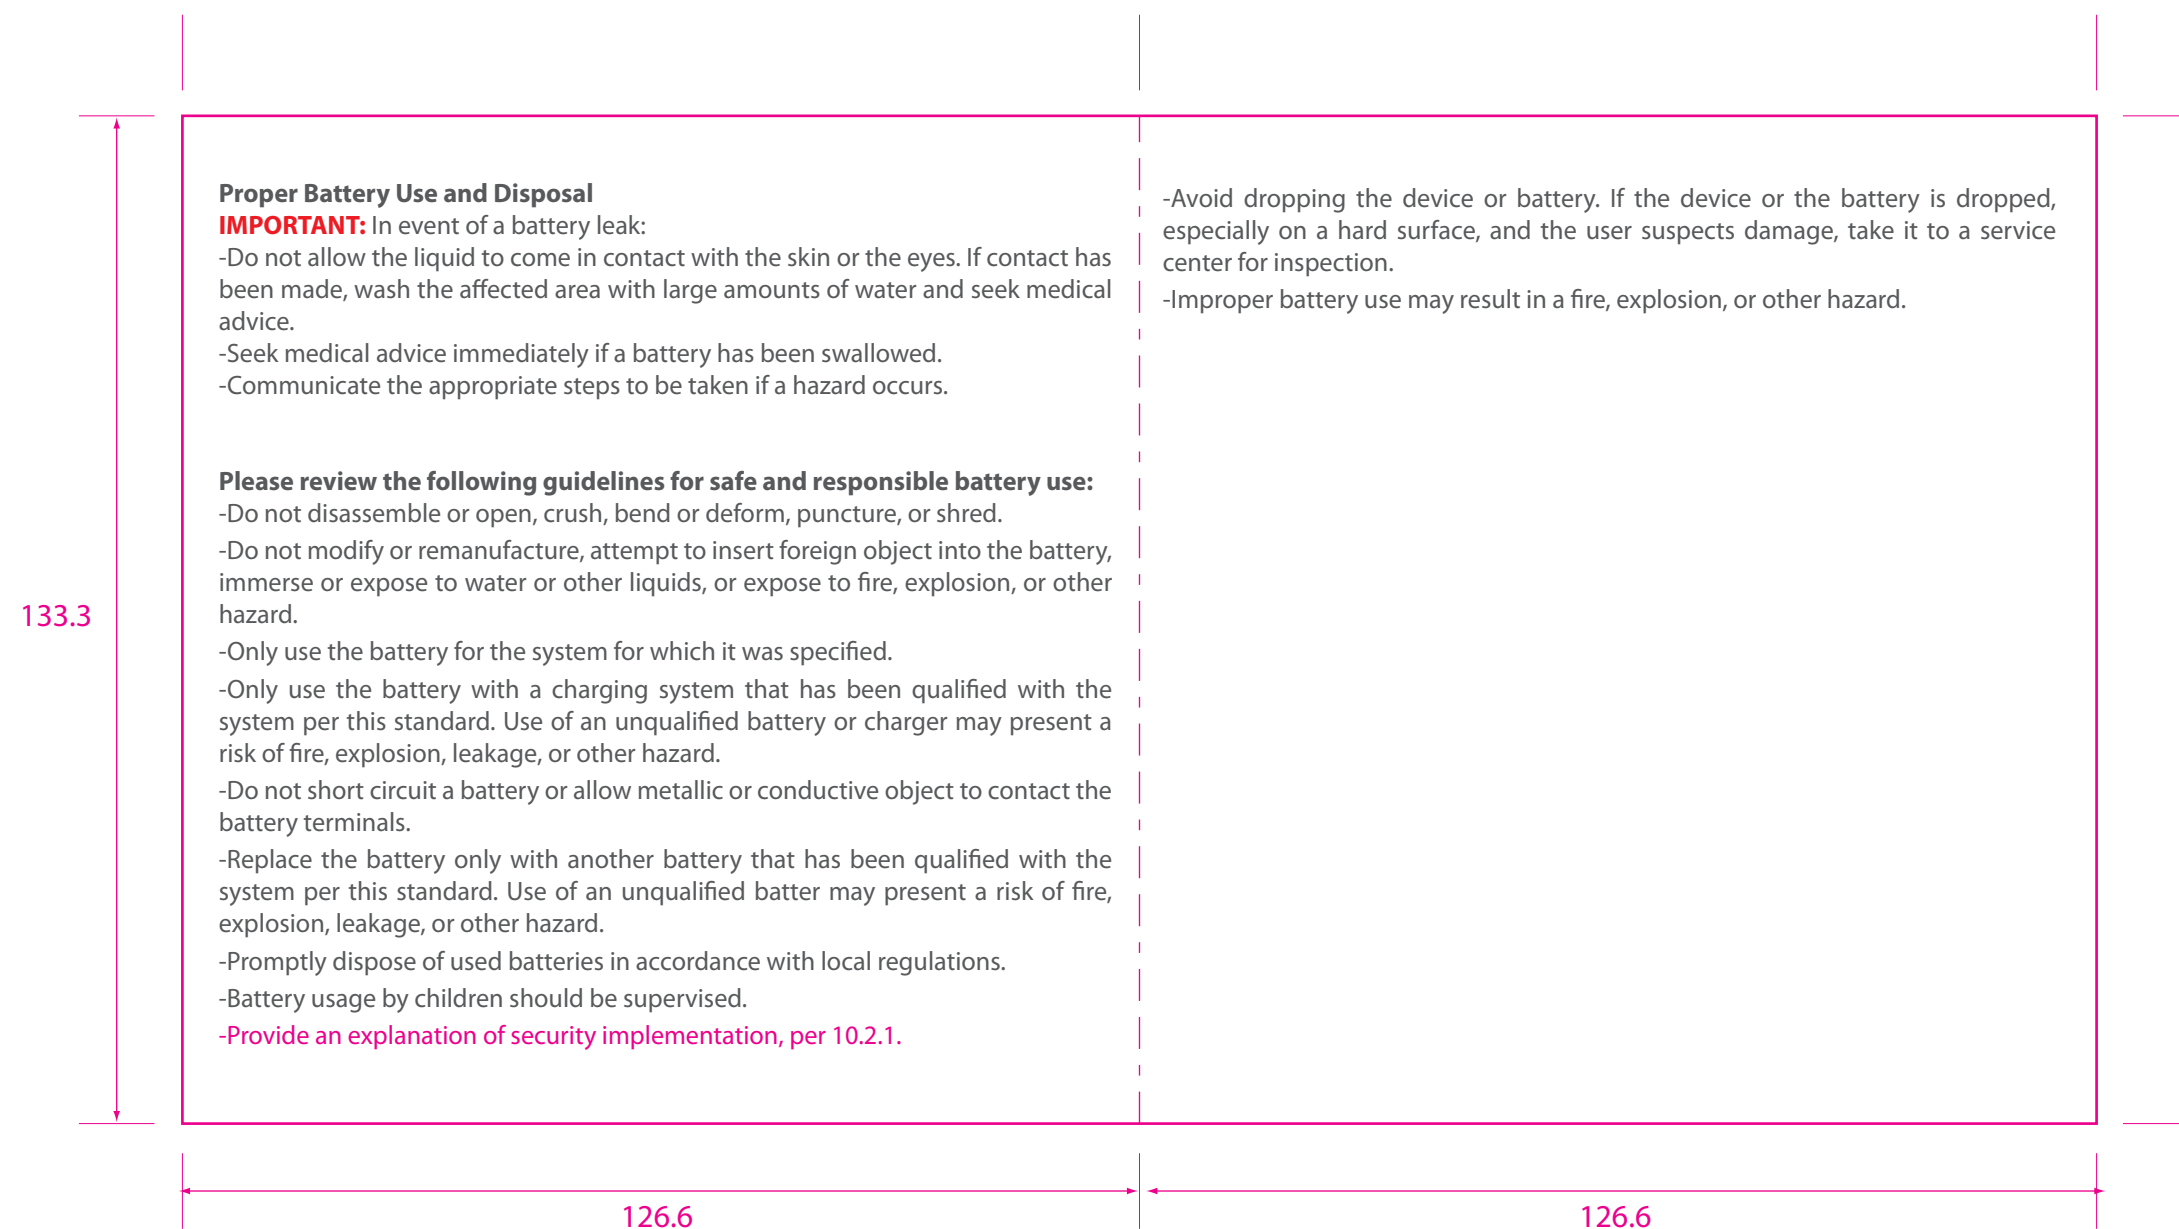 Proper Battery Use and Disposal
IMPORTANT: In event of a battery leak:
-Do not allow the liquid to come in contact with the skin or the eyes. If contact has
been made, wash the affected area with large amounts of water and seek medical
advice.
-Seek medical advice immediately if a battery has been swallowed.
-Communicate the appropriate steps to be taken if a hazard occurs.
Please review the following guidelines for safe and responsible battery use:
-Do not disassemble or open, crush, bend or deform, puncture, or shred.
-Do not modify or remanufacture, attempt to insert foreign object into the battery,
immerse or expose to water or other liquids, or expose to fire, explosion, or other
hazard.
-Only use the battery for the system for which it was specified.
-Only use the battery with a charging system that has been qualified with the
system per this standard. Use of an unqualified battery or charger may present a
risk of fire, explosion, leakage, or other hazard.
-Do not short circuit a battery or allow metallic or conductive object to contact the
battery terminals.
-Replace the battery only with another battery that has been qualified with the
system per this standard. Use of an unqualified batter may present a risk of fire,
explosion, leakage, or other hazard.
-Promptly dispose of used batteries in accordance with local regulations.
-Battery usage by children should be supervised.
-Provide an explanation of security implementation, per 10.2.1.
-Avoid dropping the device or battery. If the device or the battery is dropped,
especially on a hard surface, and the user suspects damage, take it to a service
center for inspection.
-Improper battery use may result in a fire, explosion, or other hazard.
133.3
126.6
126.6